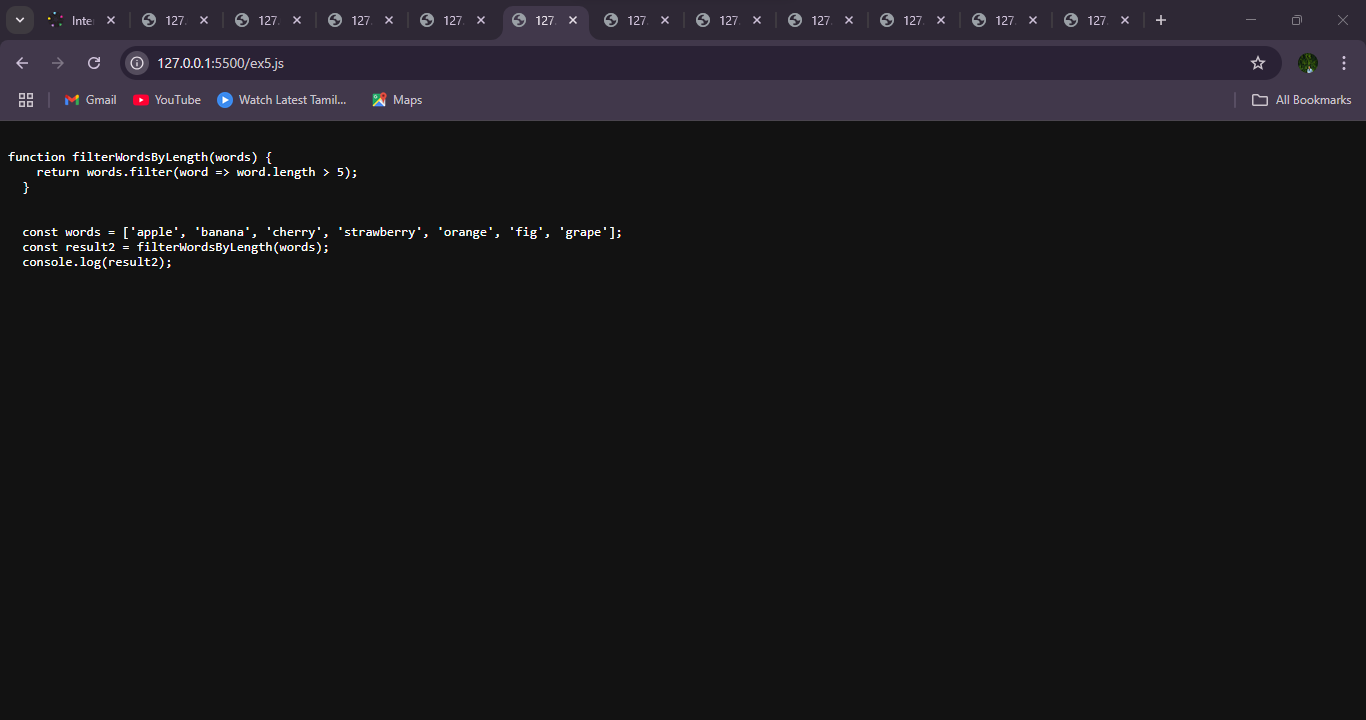 Inte 127. 127. 127. 127. 127. 127. 127. 127. 127. 127. 127.
127.0.0.1:5500/ex5.js
Gmail YouTube Watch Latest Tamil... Maps All Bookmarks
function filterWordsByLength(words) {
    return words.filter(word => word.length > 5);
  }
  const words = ['apple', 'banana', 'cherry', 'strawberry', 'orange', 'fig', 'grape'];
  const result2 = filterWordsByLength(words);
  console.log(result2);